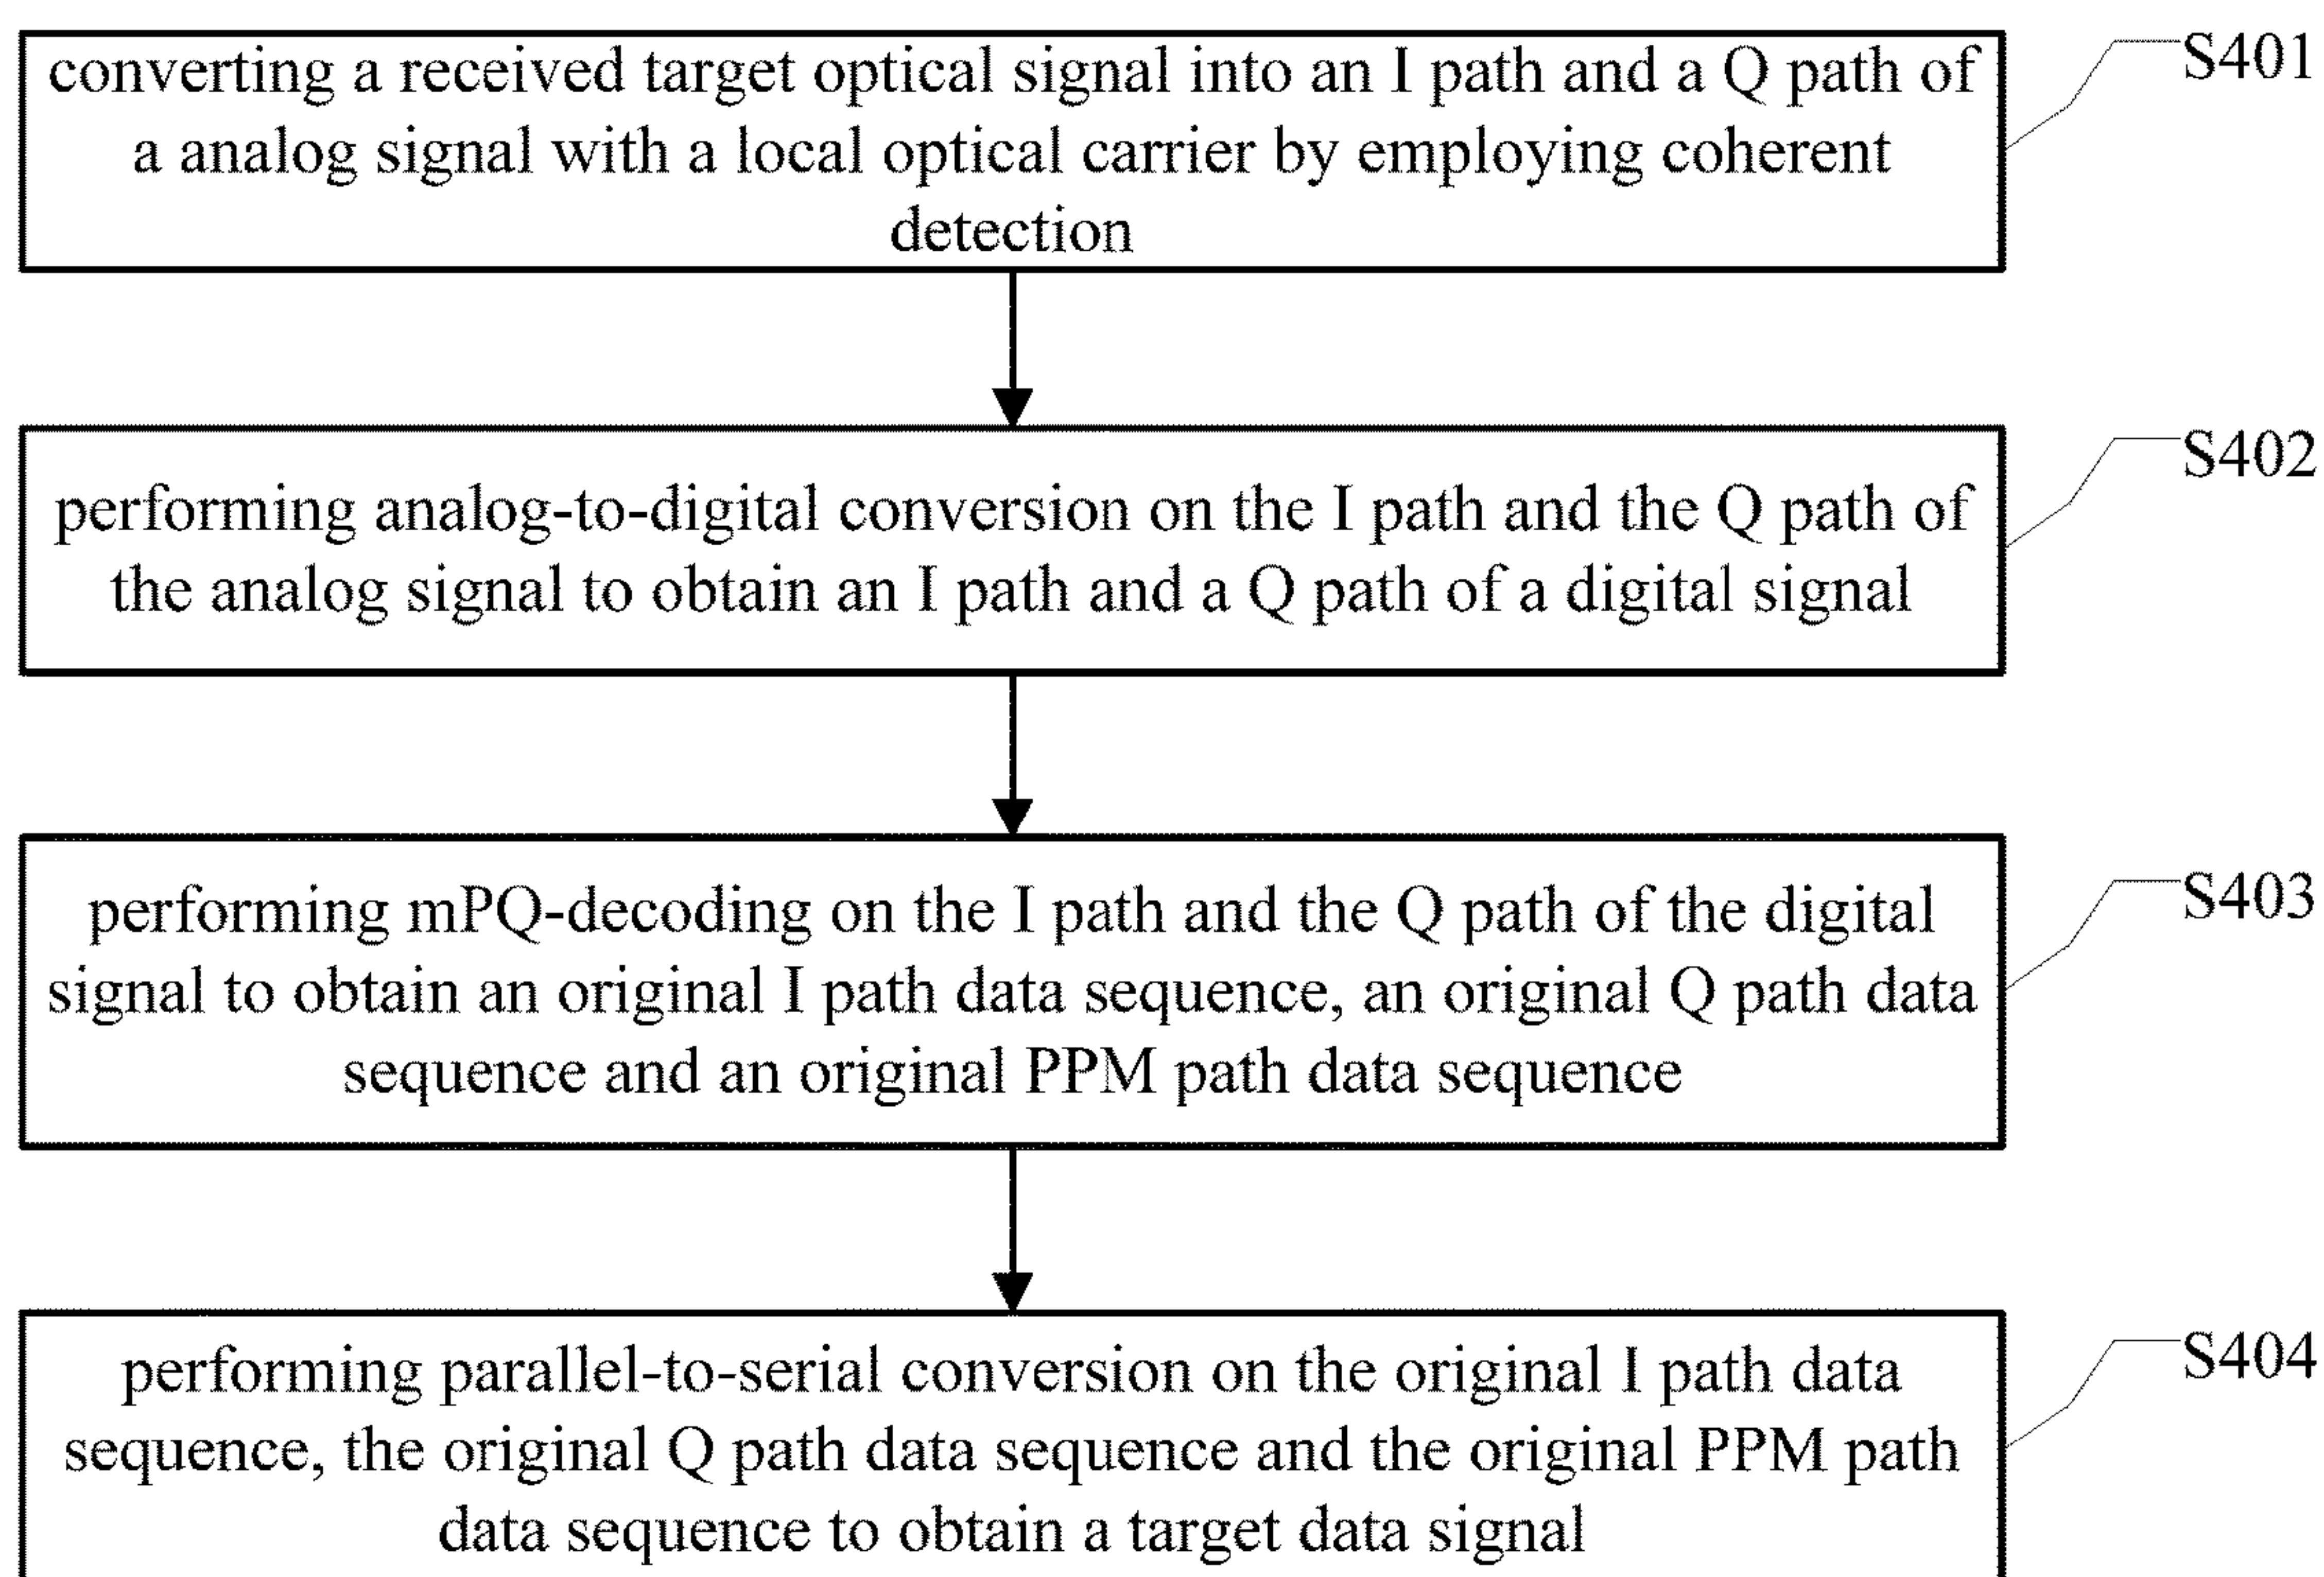 converting a received target optical signal into an I path and a Q path of
a analog signal with a local optical carrier by employing coherent
detection
S401
performing analog-to-digital conversion on the I path and the Q path of
the analog signal to obtain an I path and a Q path of a digital signal
S402
performing mPQ-decoding on the I path and the Q path of the digital
signal to obtain an original I path data sequence, an original Q path data
sequence and an original PPM path data sequence
S403
performing parallel-to-serial conversion on the original I path data
sequence, the original Q path data sequence and the original PPM path
data sequence to obtain a target data signal
S404